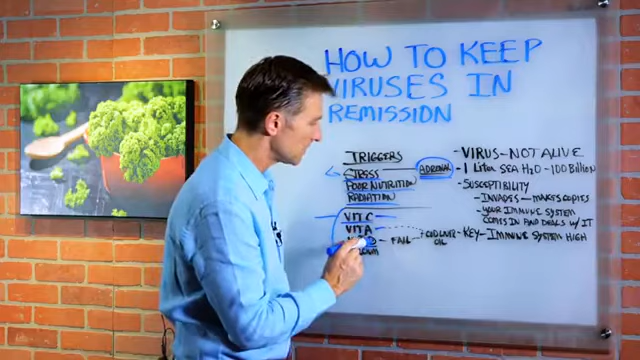 HOW TO KEEP
VIRUSES IN
REMISSION
TRIGGERS
STRESS
POOR NUTRITION
RADIATION
ADRENAL
VIT C
VIT A
FAIL
COD LIVER
OIL
- VIRUS - NOT ALIVE
- 1 Liter SEA H2O - 100 Billion
- SUSCEPTIBILITY
- INVADES - MAKES COPIES
- YOUR IMMUNE SYSTEM
COMES IN AND DEALS W/ IT
- KEY - IMMUNE SYSTEM HIGH